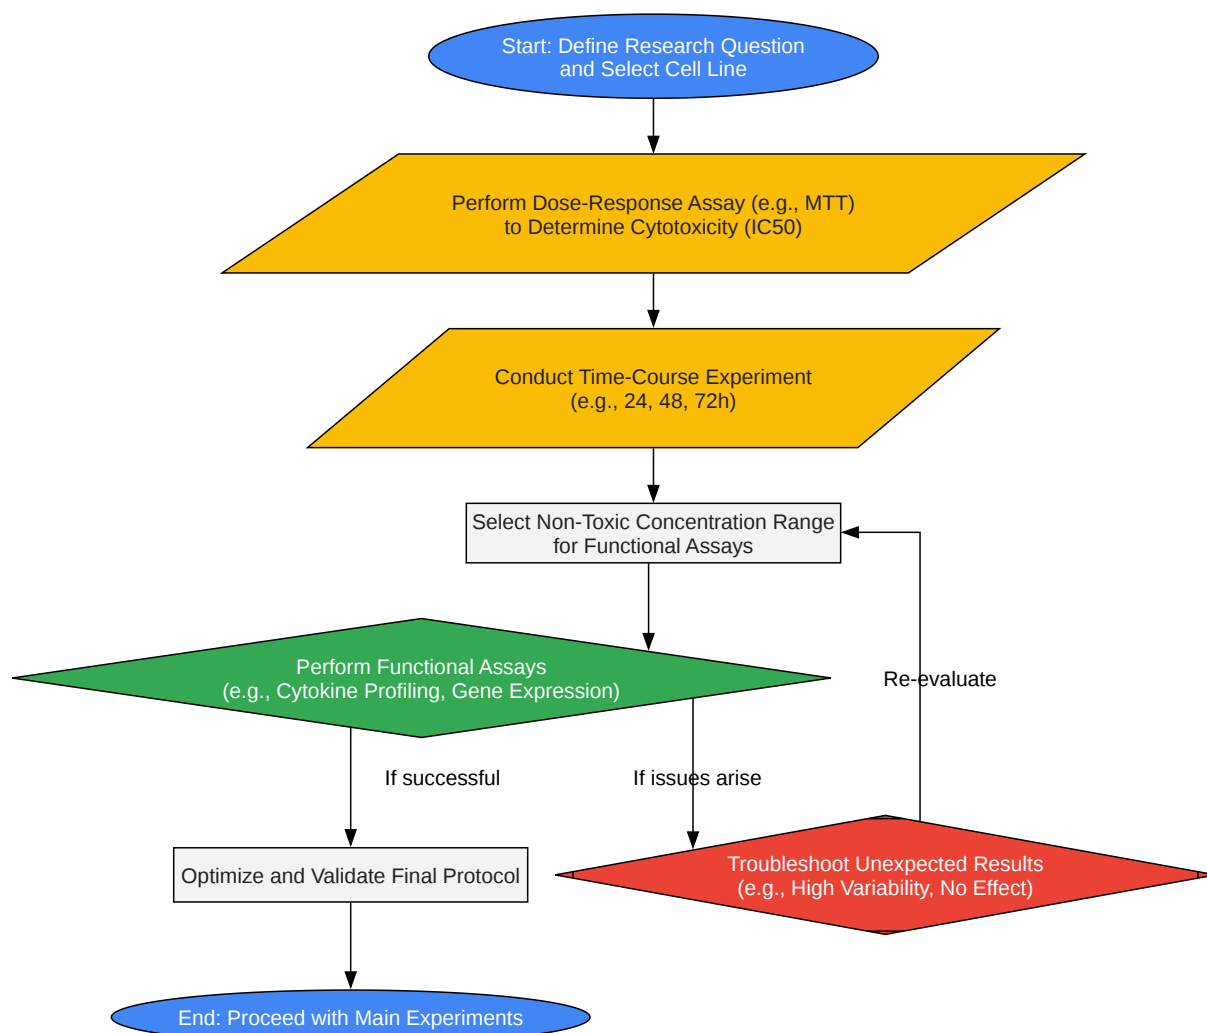 Start: Define Research Question
and Select Cell Line
Perform Dose-Response Assay (e.g., MTT)
to Determine Cytotoxicity (IC50)
Conduct Time-Course Experiment
(e.g., 24, 48, 72h)
Select Non-Toxic Concentration Range
for Functional Assays
Perform Functional Assays
(e.g., Cytokine Profiling, Gene Expression)
Re-evaluate
If successful
If issues arise
Troubleshoot Unexpected Results
(e.g., High Variability, No Effect)
Optimize and Validate Final Protocol
End: Proceed with Main Experiments